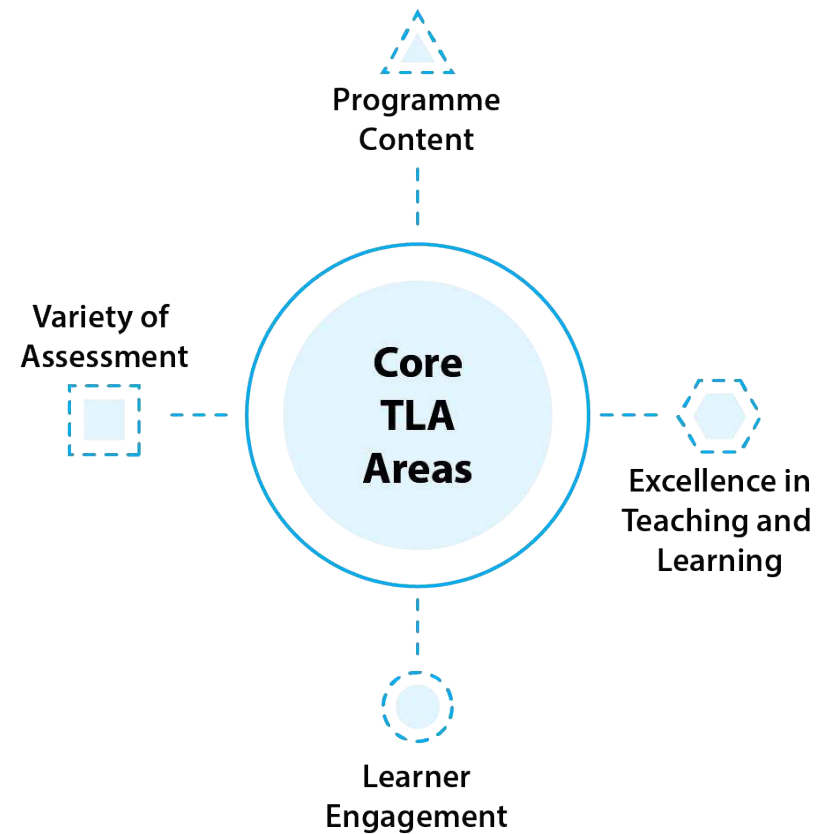 Programme
Content
Variety of
Assessment
Core
TLA
Areas
Excellence in
Teaching and
Learning
Learner
Engagement